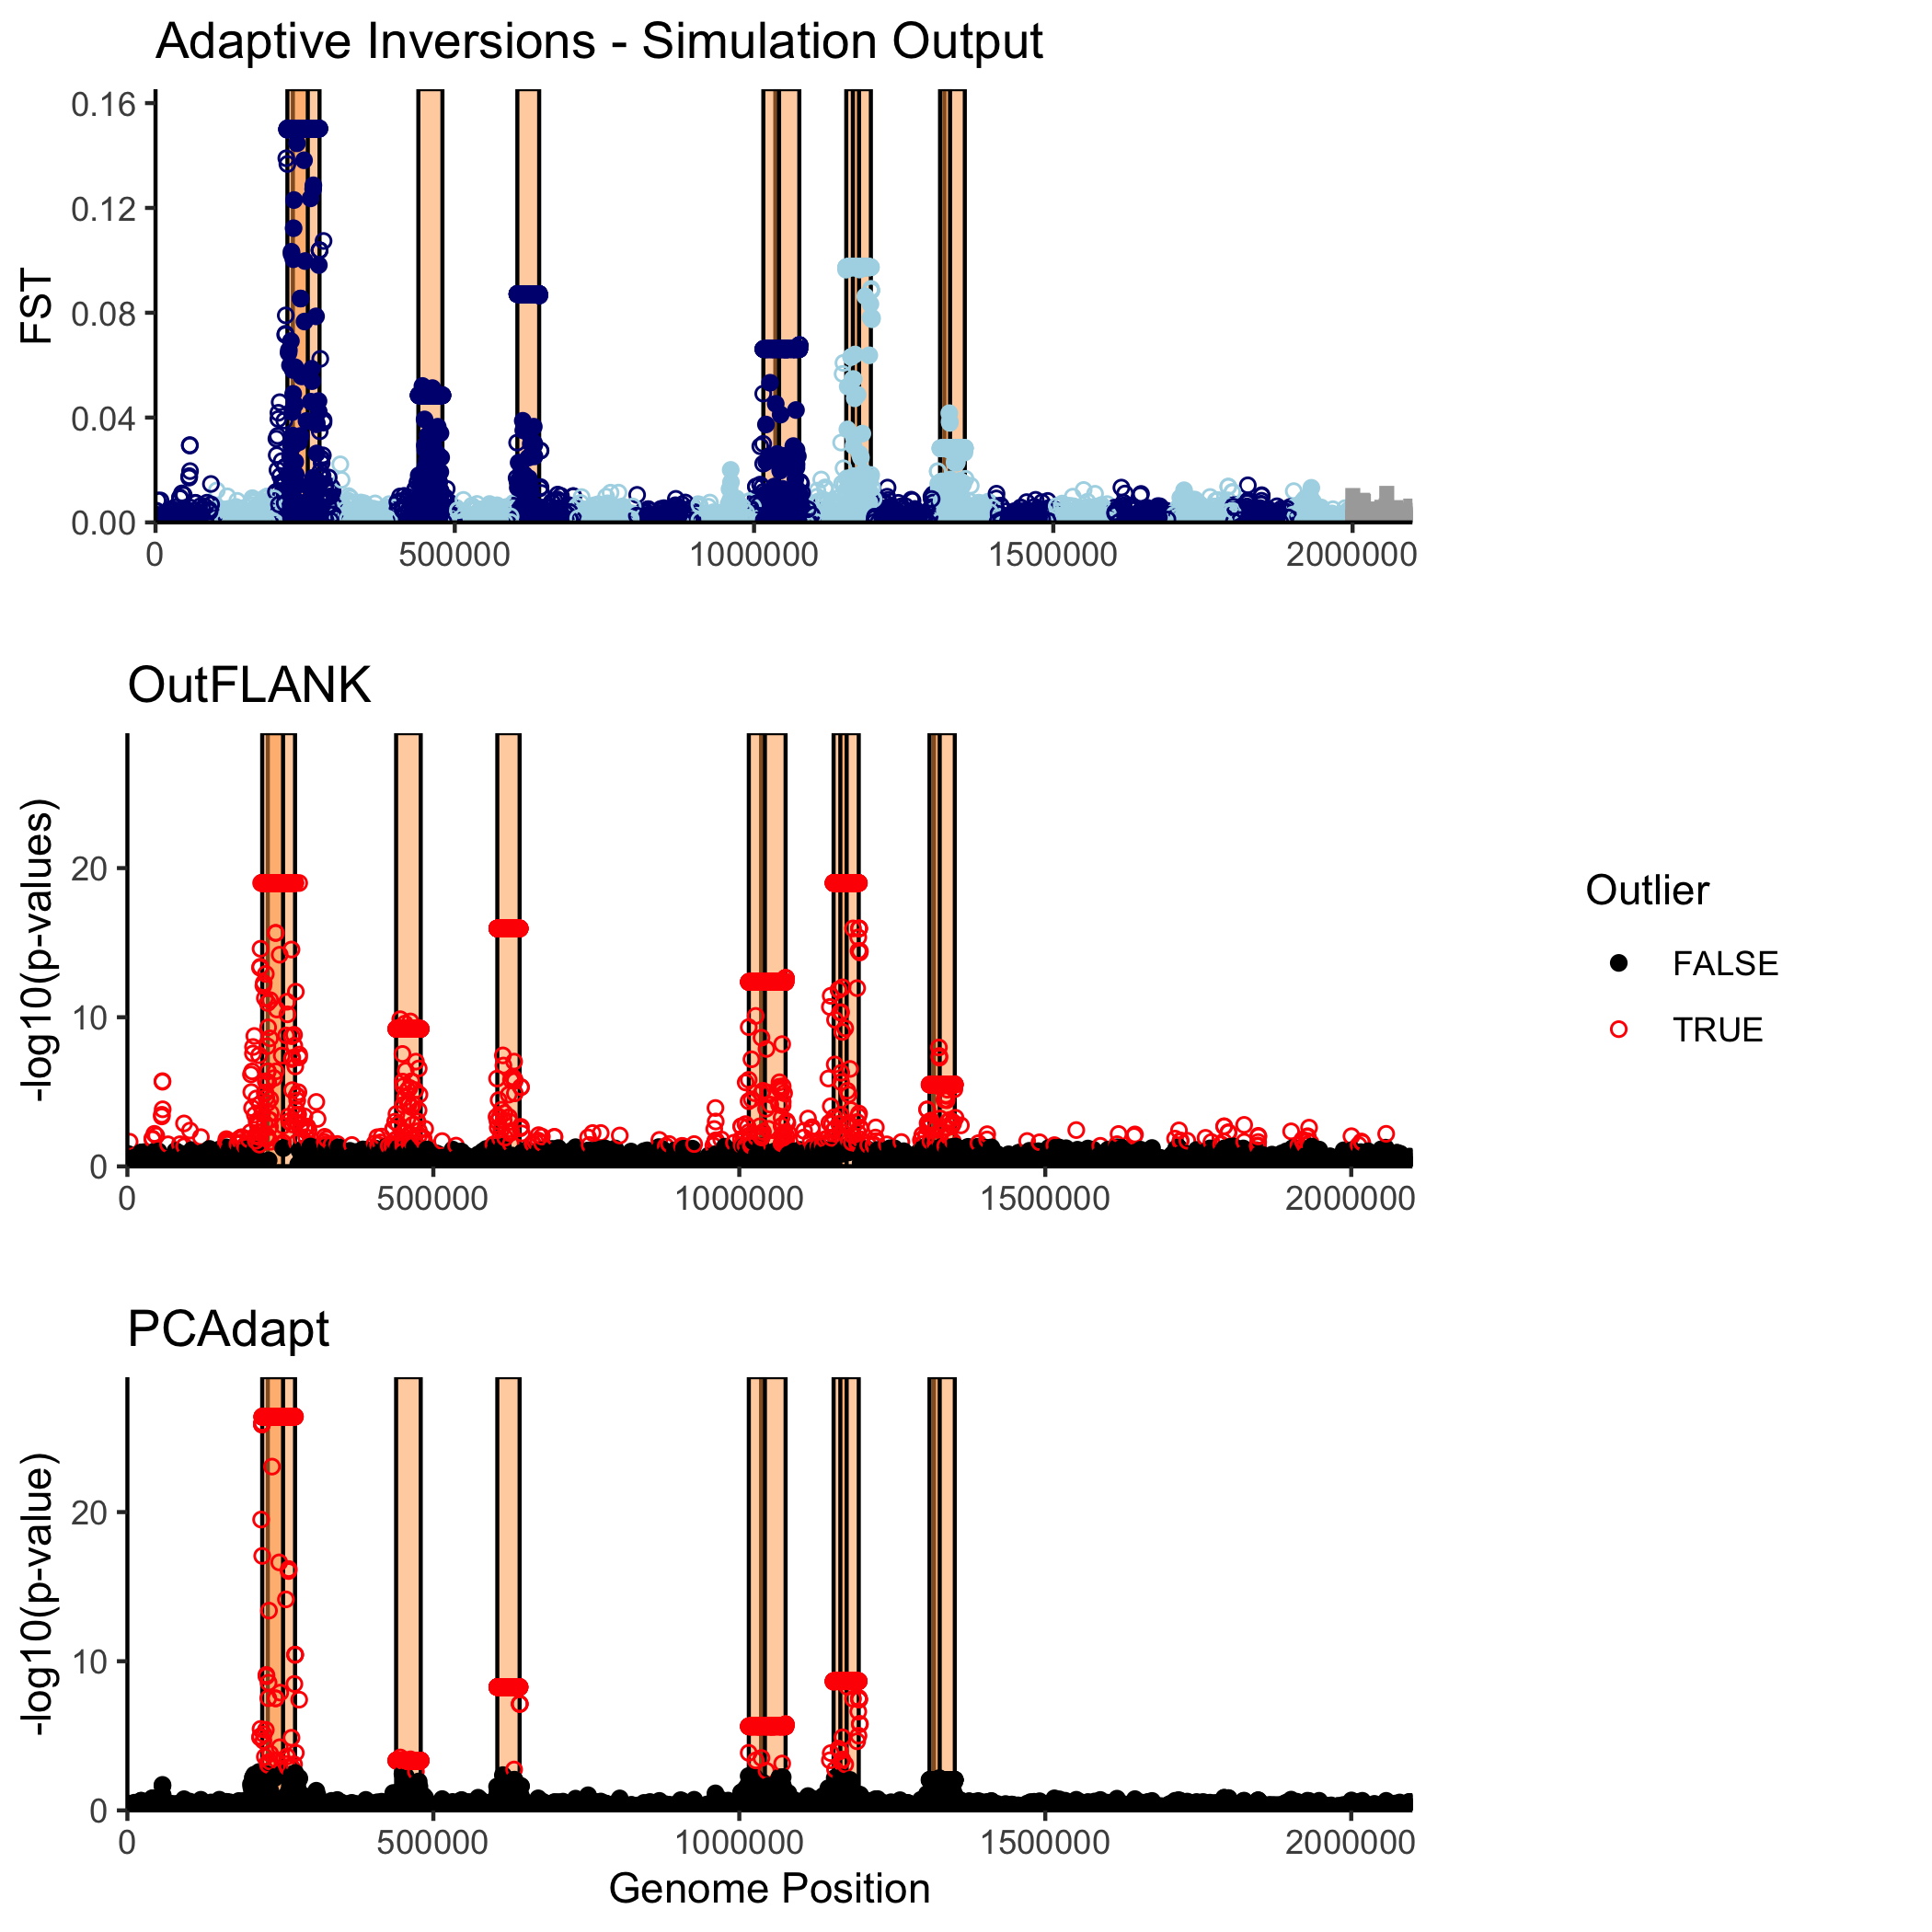 Adaptive Inversions - Simulation Output
0.16
0.12
0.08
0.04
0.00
FST
0 500000 1000000 1500000 2000000
OutFLANK
20
10
0
-log10(p-values)
0 500000 1000000 1500000 2000000
Outlier
FALSE
TRUE
PCAdapt
20
10
0
-log10(p-value)
0 500000 1000000 1500000 2000000
Genome Position